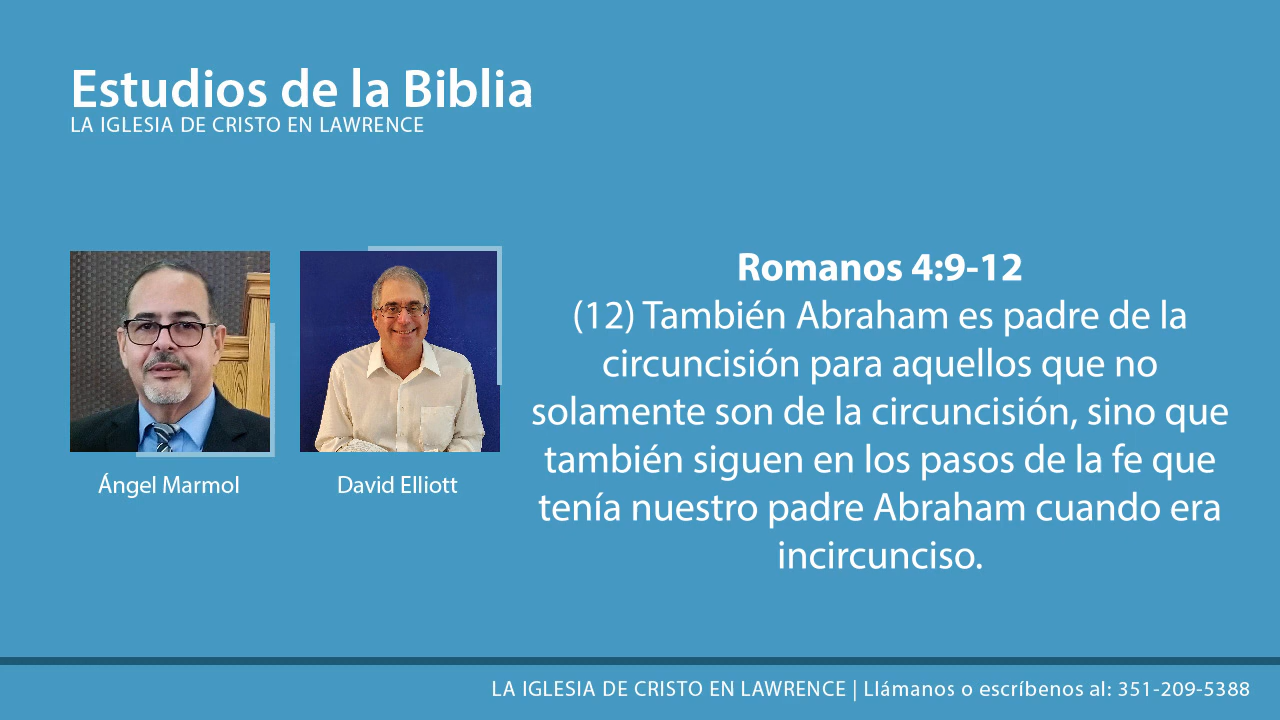 Estudios de la Biblia
LA IGLESIA DE CRISTO EN LAWRENCE
Ángel Marmol
David Elliott
Romanos 4:9-12
(12) También Abraham es padre de la
circuncisión para aquellos que no
solamente son de la circuncisión, sino que
también siguen en los pasos de la fe que
tenía nuestro padre Abraham cuando era
incircunciso.
LA IGLESIA DE CRISTO EN LAWRENCE | Llámanos o escríbenos al: 351-209-5388